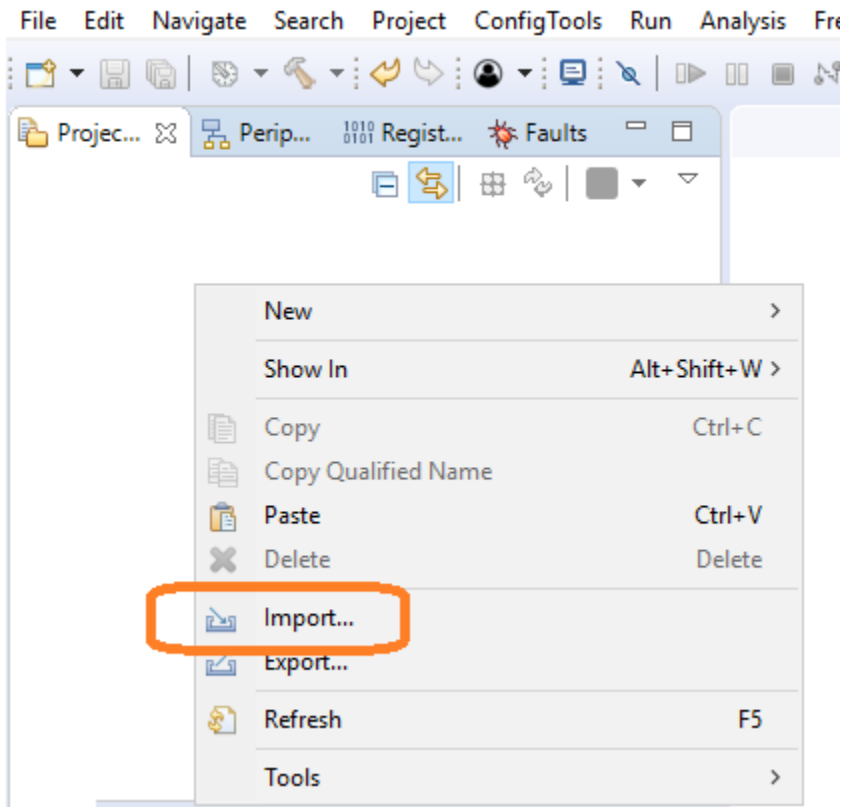 File Edit Navigate Search Project ConfigTools Run Analysis Fre
Projec... Perip... 1010 0101 Regist... Faults
New
Show In Alt+Shift+W
Copy Ctrl+C
Copy Qualified Name
Paste Ctrl+V
Delete Delete
Import...
Export...
Refresh F5
Tools